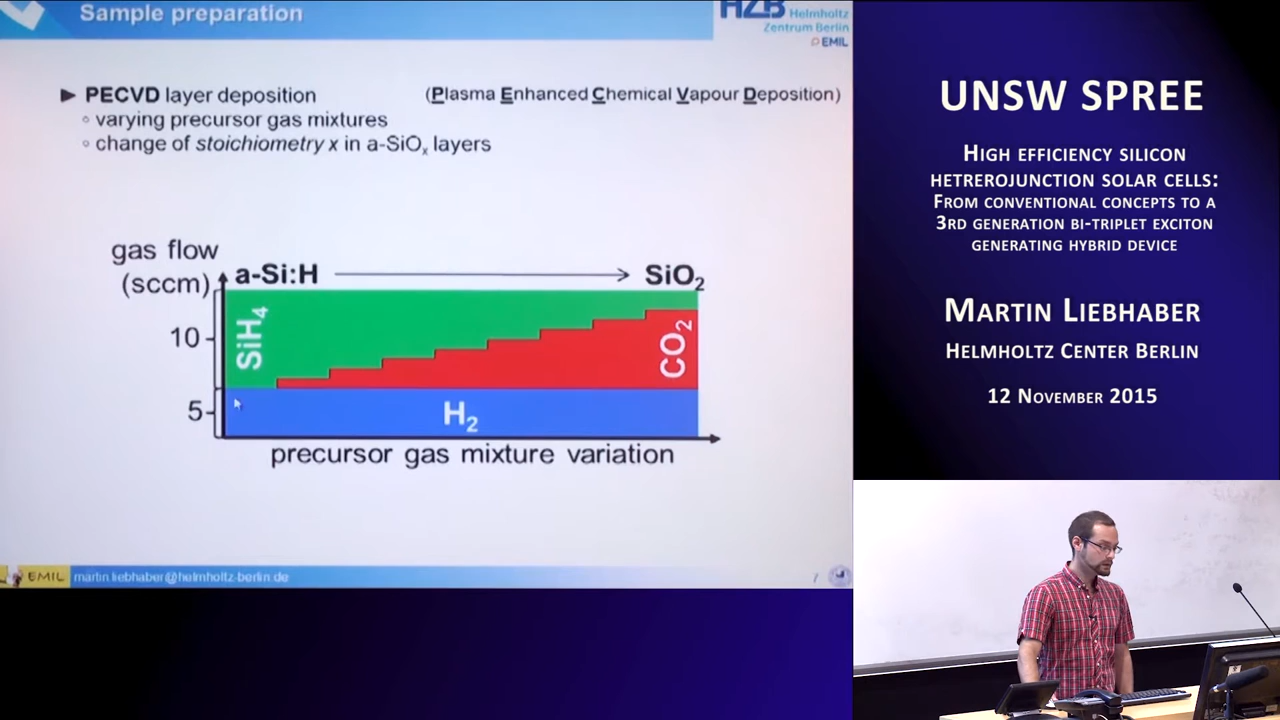 Sample preparation
HZB Helmholtz
Zentrum Berlin
EMIL
► PECVD layer deposition (Plasma Enhanced Chemical Vapour Deposition)
◦ varying precursor gas mixtures
◦ change of stoichiometry x in a-SiOₓ layers
gas flow
(sccm)
a-Si:H
SiO₂
10
5
SiH₄
CO₂
H₂
precursor gas mixture variation
EMIL martin.liebhaber@helmholtz-berlin.de 7
UNSW SPREE
HIGH EFFICIENCY SILICON
HETREROJUNCTION SOLAR CELLS:
FROM CONVENTIONAL CONCEPTS TO A
3RD GENERATION BI-TRIPLET EXCITON
GENERATING HYBRID DEVICE
MARTIN LIEBHABER
HELMHOLTZ CENTER BERLIN
12 NOVEMBER 2015